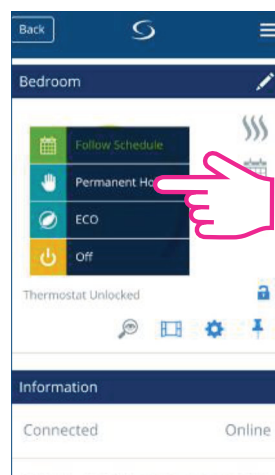 Back
Bedroom
Follow Schedule
Permanent Ho
ECO
Off
Thermostat Unlocked
Information
Connected Online